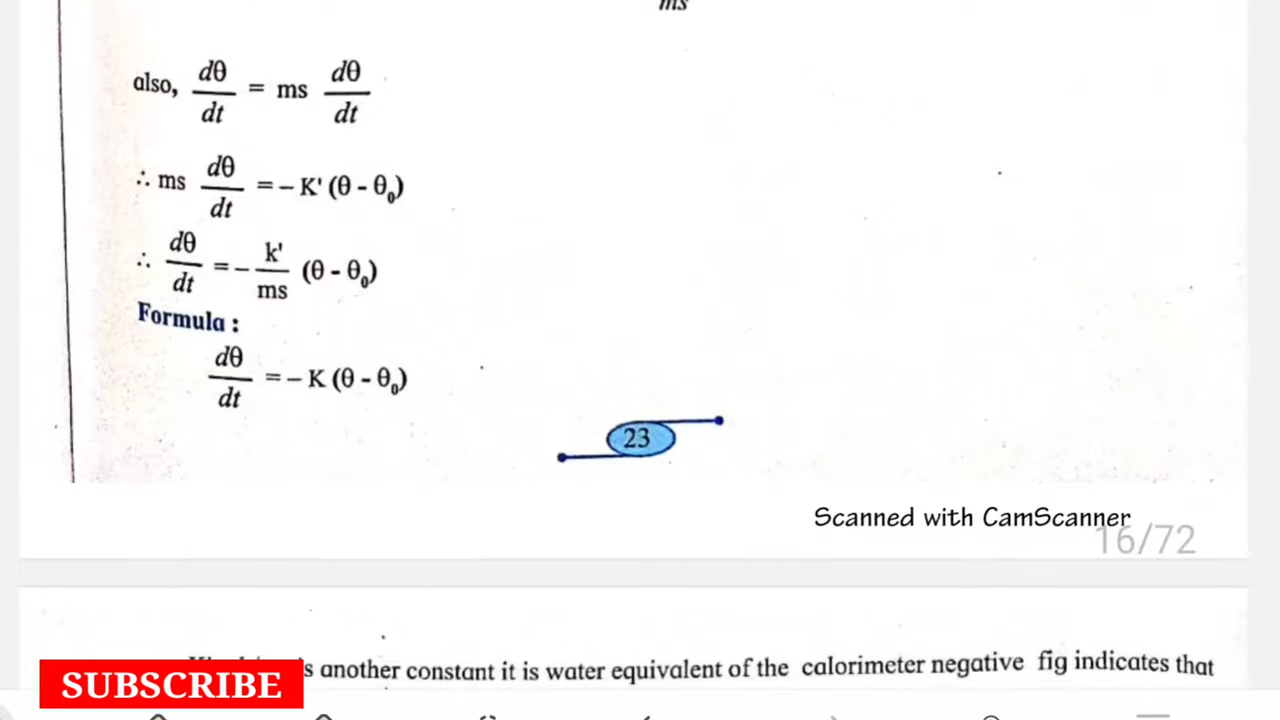 ms
also, dθ/dt = ms dθ/dt
∴ ms dθ/dt = – K' (θ - θ₀)
∴ dθ/dt = – k'/ms (θ - θ₀)
Formula :
dθ/dt = – K (θ - θ₀)
23
Scanned with CamScanner
16/72
s another constant it is water equivalent of the calorimeter negative fig indicates that
SUBSCRIBE